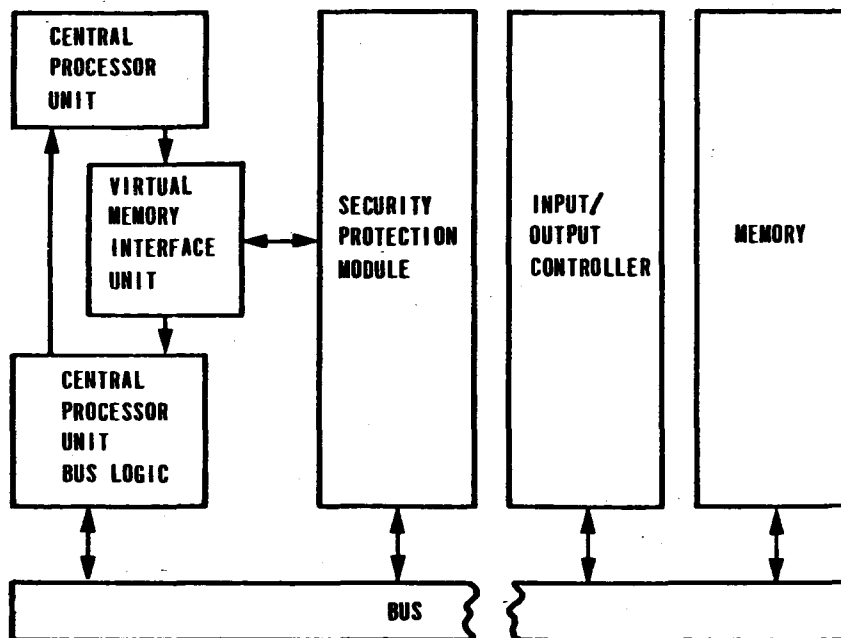 CENTRAL
PROCESSOR
UNIT
VIRTUAL
MEMORY
INTERFACE
UNIT
CENTRAL
PROCESSOR
UNIT
BUS LOGIC
SECURITY
PROTECTION
MODULE
INPUT/
OUTPUT
CONTROLLER
MEMORY
BUS